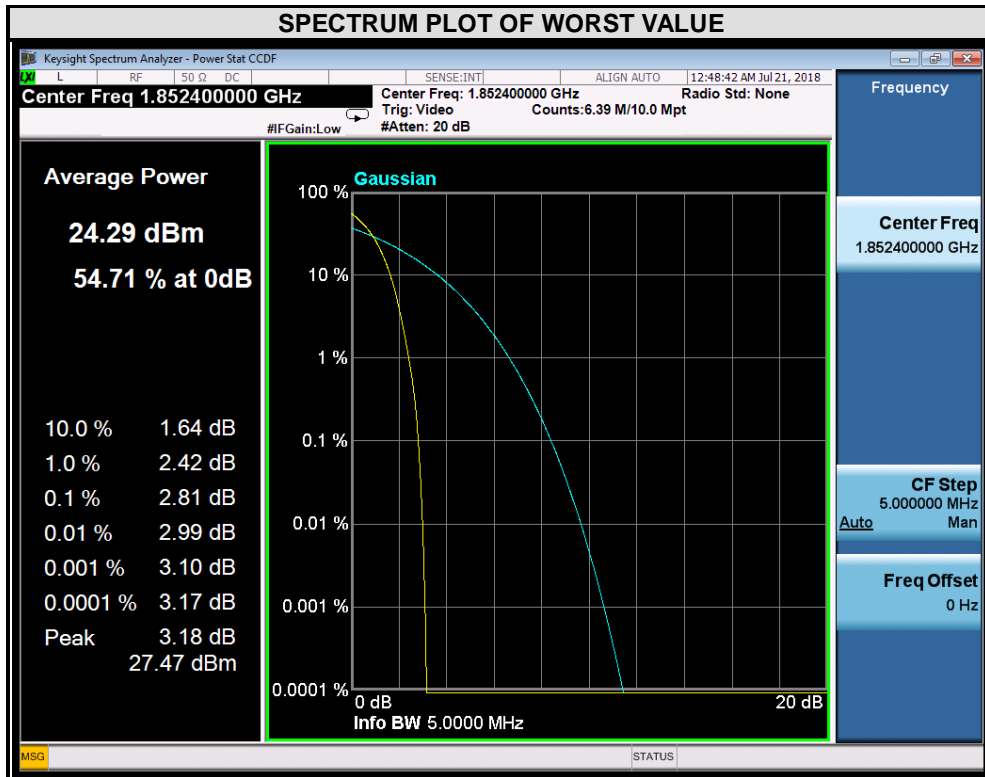 SPECTRUM PLOT OF WORST VALUE
Keysight Spectrum Analyzer - Power Stat CCDF
LXI L RF 50 Ω DC SENSE:INT ALIGN AUTO 12:48:42 AM Jul 21, 2018
Center Freq 1.852400000 GHz
Center Freq: 1.852400000 GHz Radio Std: None
Trig: Video Counts:6.39 M/10.0 Mpt
#IFGain:Low #Atten: 20 dB
Average Power
24.29 dBm
54.71 % at 0dB
10.0 % 1.64 dB
1.0 % 2.42 dB
0.1 % 2.81 dB
0.01 % 2.99 dB
0.001 % 3.10 dB
0.0001 % 3.17 dB
Peak 3.18 dB
27.47 dBm
Gaussian
100 %
10 %
1 %
0.1 %
0.01 %
0.001 %
0.0001 %
0 dB 20 dB
Info BW 5.0000 MHz
Frequency
Center Freq
1.852400000 GHz
CF Step
5.000000 MHz
Auto Man
Freq Offset
0 Hz
MSG STATUS